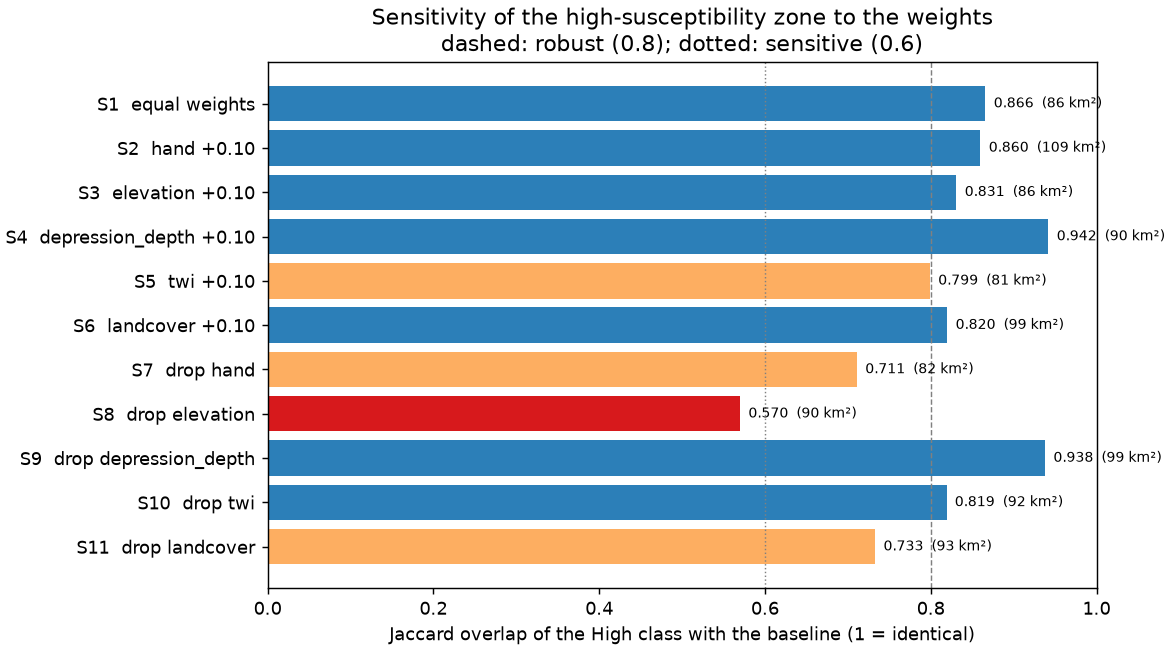 Sensitivity of the high-susceptibility zone to the weights
dashed: robust (0.8); dotted: sensitive (0.6)
S1  equal weights 0.866  (86 km²)
S2  hand +0.10 0.860  (109 km²)
S3  elevation +0.10 0.831  (86 km²)
S4  depression_depth +0.10 0.942  (90 km²)
S5  twi +0.10 0.799  (81 km²)
S6  landcover +0.10 0.820  (99 km²)
S7  drop hand 0.711  (82 km²)
S8  drop elevation 0.570  (90 km²)
S9  drop depression_depth 0.938  (99 km²)
S10  drop twi 0.819  (92 km²)
S11  drop landcover 0.733  (93 km²)
0.0 0.2 0.4 0.6 0.8 1.0
Jaccard overlap of the High class with the baseline (1 = identical)